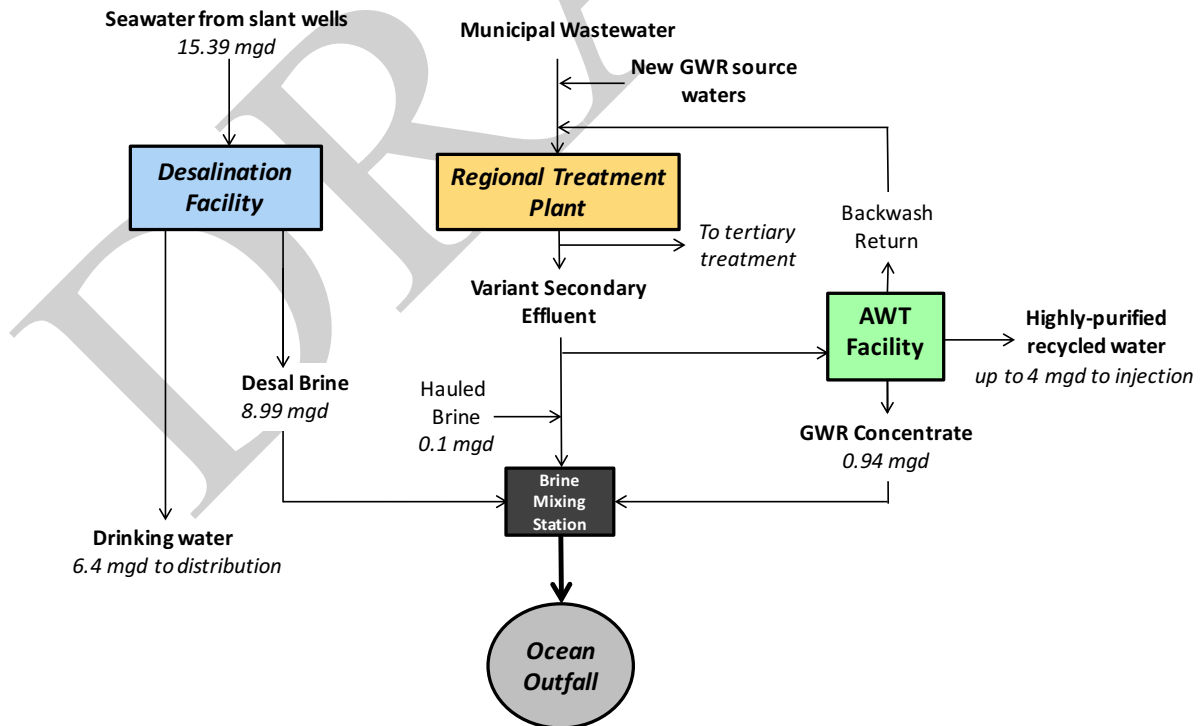 DRA
Seawater from slant wells
15.39 mgd
Municipal Wastewater
New GWR source
waters
Desalination
Facility
Regional Treatment
Plant
Backwash
Return
To tertiary
treatment
Variant Secondary
Effluent
AWT
Facility
Highly-purified
recycled water
up to 4 mgd to injection
Desal Brine
8.99 mgd
Hauled
Brine
0.1 mgd
GWR Concentrate
0.94 mgd
Brine
Mixing
Station
Drinking water
6.4 mgd to distribution
Ocean
Outfall